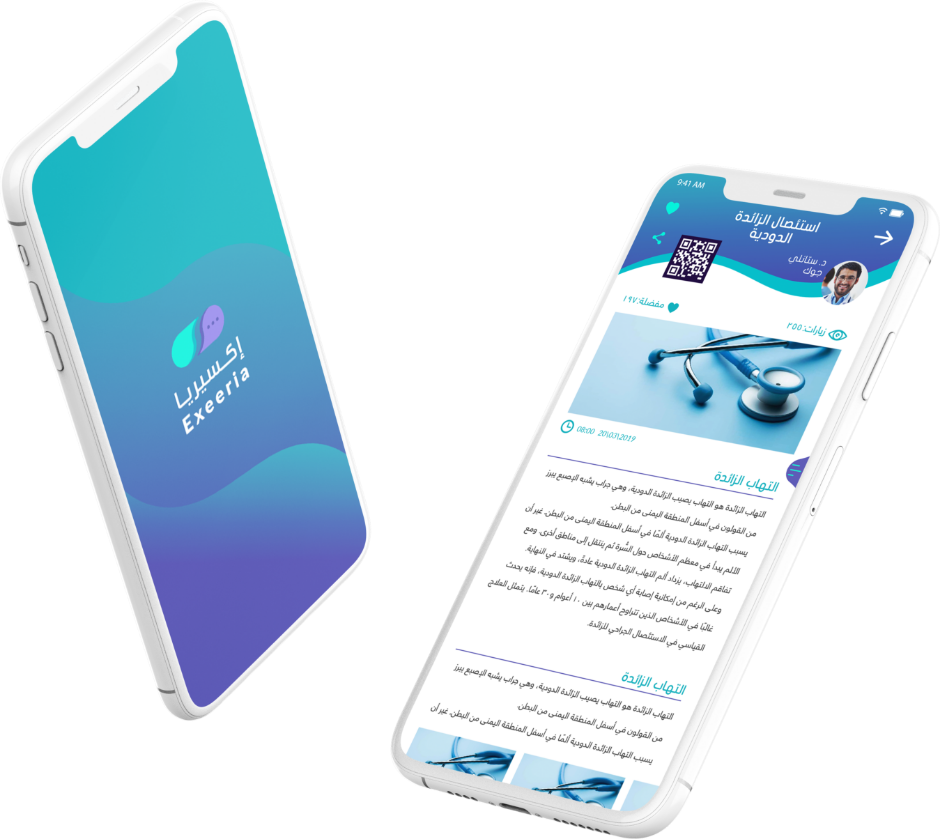 إكسيريا
Exeeria
9:41 AM
استئصال الزائدة
الدودية
د. ستانلي
جوك
مفضلة: ١٩٧
زيارات: ٢٥٥
08:00 20\03\2019
التهاب الزائدة
التهاب الزائدة هو التهاب يصيب الزائدة الدودية، وهي جراب يشبه الإصبع يبرز
من القولون في أسفل المنطقة اليمنى من البطن.
يسبب التهاب الزائدة الدودية ألمًا في أسفل المنطقة اليمنى من البطن. غير أن
الألم يبدأ في معظم الأشخاص حول السُّرة ثم ينتقل إلى مناطق أخرى. ومع
تفاقم الالتهاب، يزداد ألم التهاب الزائدة الدودية عادةً، ويشتد في النهاية.
وعلى الرغم من إمكانية إصابة أي شخص بالتهاب الزائدة الدودية، فإنه يحدث
غالبًا في الأشخاص الذين تتراوح أعمارهم بين ١٠ أعوام و٣٠ عامًا. يتمثل العلاج
القياسي في الاستئصال الجراحي للزائدة.
التهاب الزائدة
التهاب الزائدة هو التهاب يصيب الزائدة الدودية، وهي جراب يشبه الإصبع يبرز
من القولون في أسفل المنطقة اليمنى من البطن.
يسبب التهاب الزائدة الدودية ألمًا في أسفل المنطقة اليمنى من البطن. غير أن